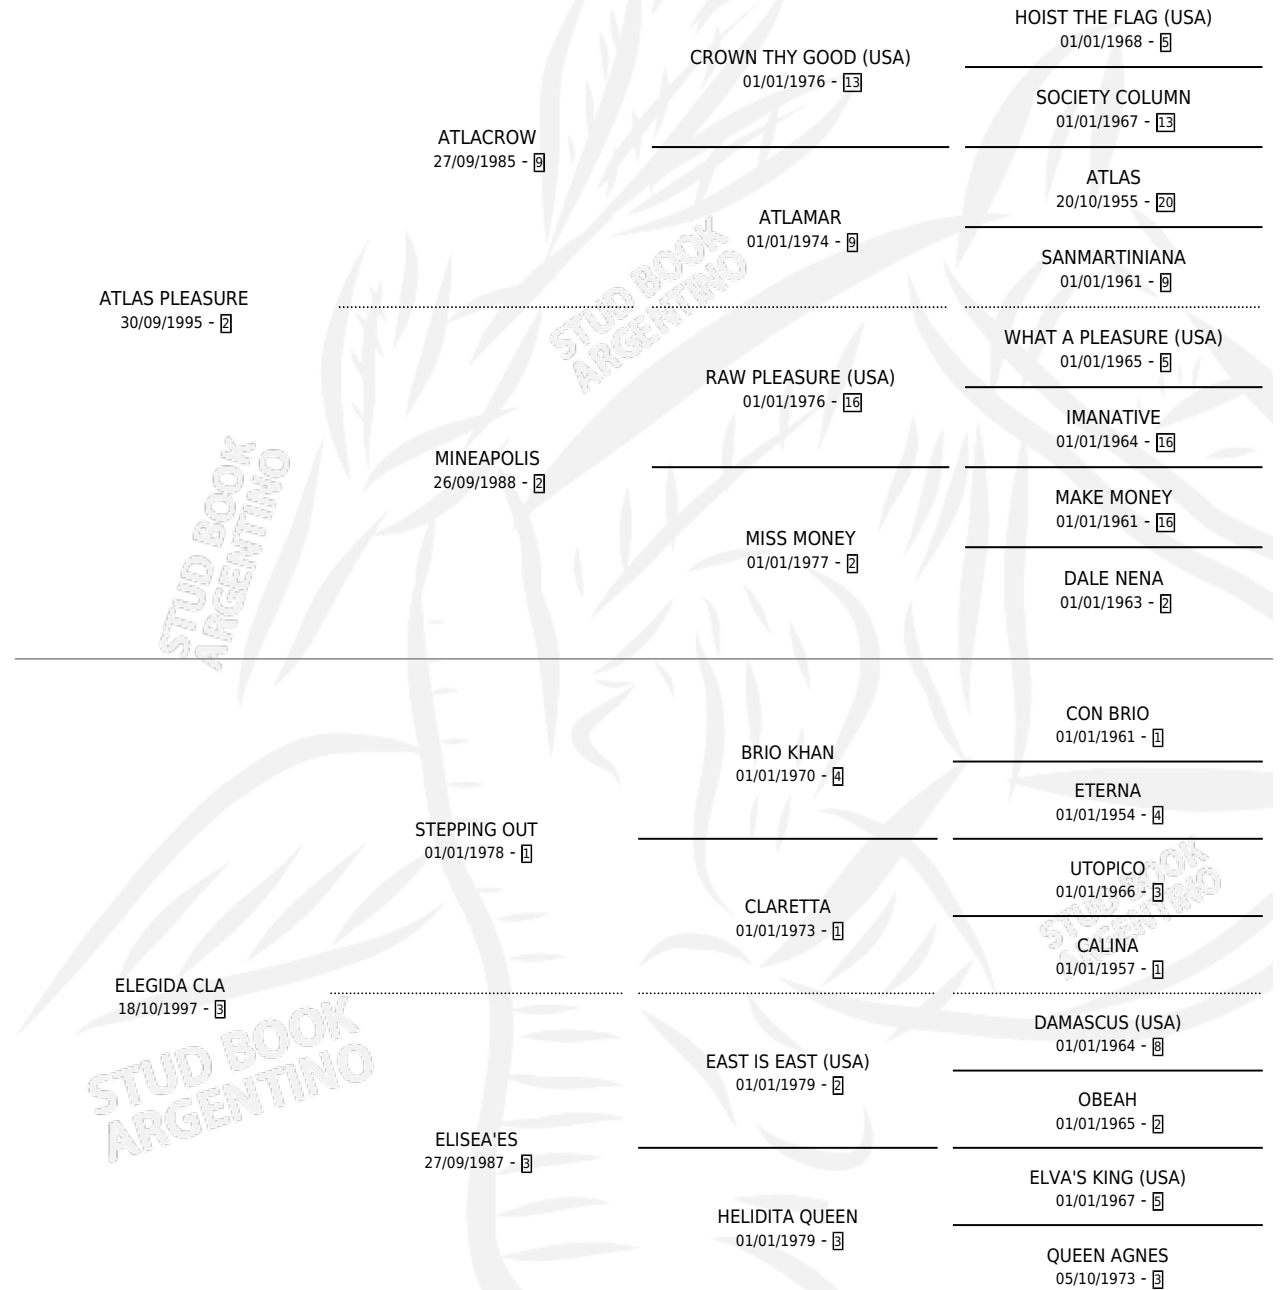 HOIST THE FLAG (USA)
01/01/1968 - 5
CROWN THY GOOD (USA)
01/01/1976 - 13
SOCIETY COLUMN
01/01/1967 - 13
ATLACROW
27/09/1985 - 9
ATLAS
20/10/1955 - 20
ATLAMAR
01/01/1974 - 9
SANMARTINIANA
01/01/1961 - 9
ATLAS PLEASURE
30/09/1995 - 2
WHAT A PLEASURE (USA)
01/01/1965 - 5
RAW PLEASURE (USA)
01/01/1976 - 16
IMANATIVE
01/01/1964 - 16
MINEAPOLIS
26/09/1988 - 2
MAKE MONEY
01/01/1961 - 16
MISS MONEY
01/01/1977 - 2
DALE NENA
01/01/1963 - 2
CON BRIO
01/01/1961 - 1
BRIO KHAN
01/01/1970 - 4
ETERNA
01/01/1954 - 4
STEPPING OUT
01/01/1978 - 1
UTOPICO
01/01/1966 - 3
CLARETTA
01/01/1973 - 1
CALINA
01/01/1957 - 1
ELEGIDA CLA
18/10/1997 - 3
DAMASCUS (USA)
01/01/1964 - 8
EAST IS EAST (USA)
01/01/1979 - 2
OBEAH
01/01/1965 - 2
ELISEA'ES
27/09/1987 - 3
ELVA'S KING (USA)
01/01/1967 - 5
HELIDITA QUEEN
01/01/1979 - 3
QUEEN AGNES
05/10/1973 - 3
STUD BOOK
ARGENTINO
STUD BOOK
ARGENTINO
STUD BOOK
ARGENTINO
STUD BOOK
ARGENTINO